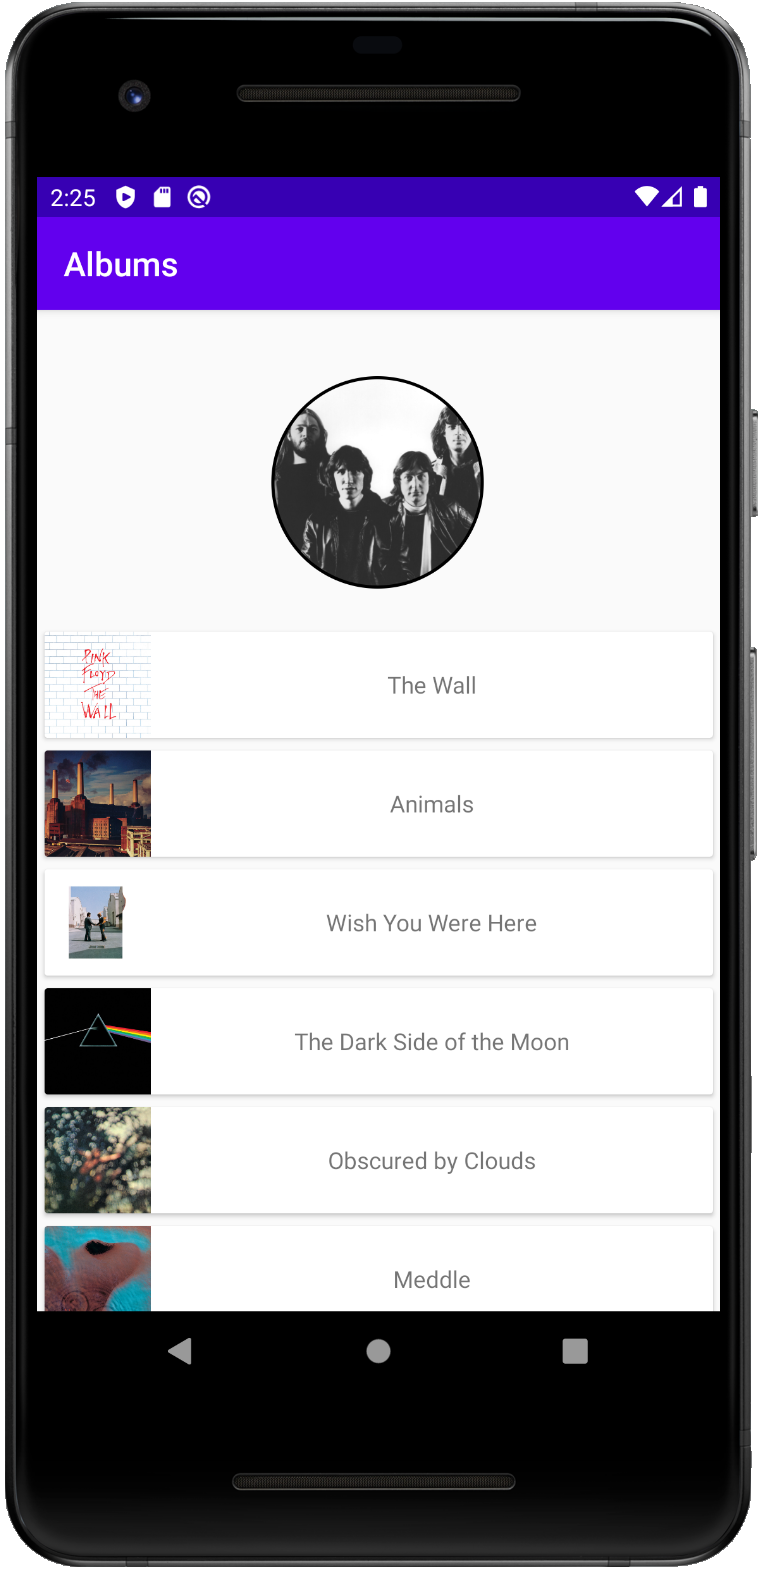 2:25
Albums
PINK
FLOYD
THE
WALL
The Wall
Animals
Wish You Were Here
The Dark Side of the Moon
Obscured by Clouds
Meddle